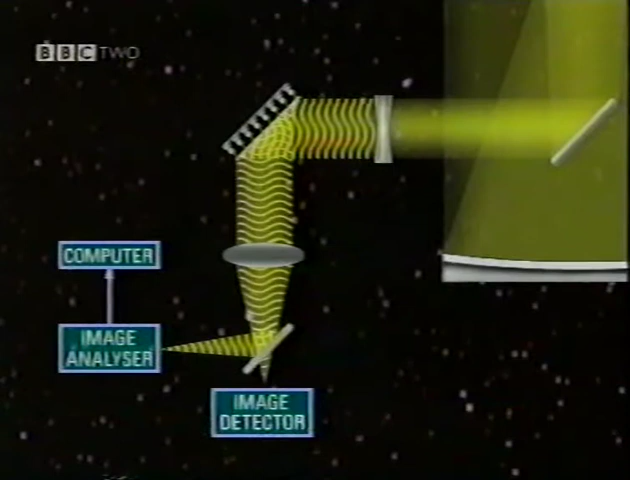 BBC TWO
COMPUTER
IMAGE
ANALYSER
IMAGE
DETECTOR